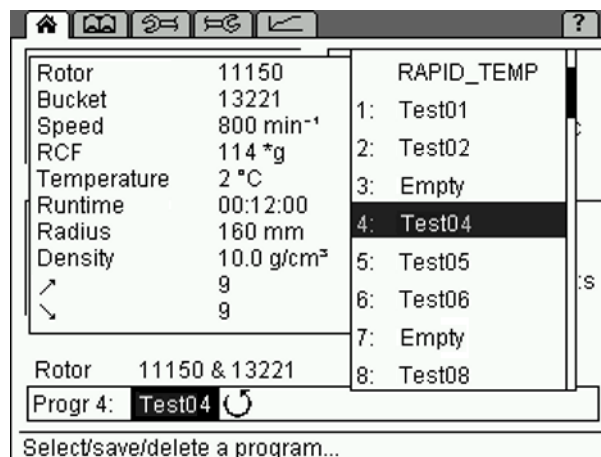 ?
Rotor 11150
Bucket 13221
Speed 800 min⁻¹
RCF 114 *g
Temperature 2 °C
Runtime 00:12:00
Radius 160 mm
Density 10.0 g/cm³
↗ 9
↘ 9
RAPID_TEMP
1: Test01
2: Test02
3: Empty
4: Test04
5: Test05
6: Test06
7: Empty
8: Test08
:s
Rotor 11150 & 13221
Progr 4: Test04
Select/save/delete a program...